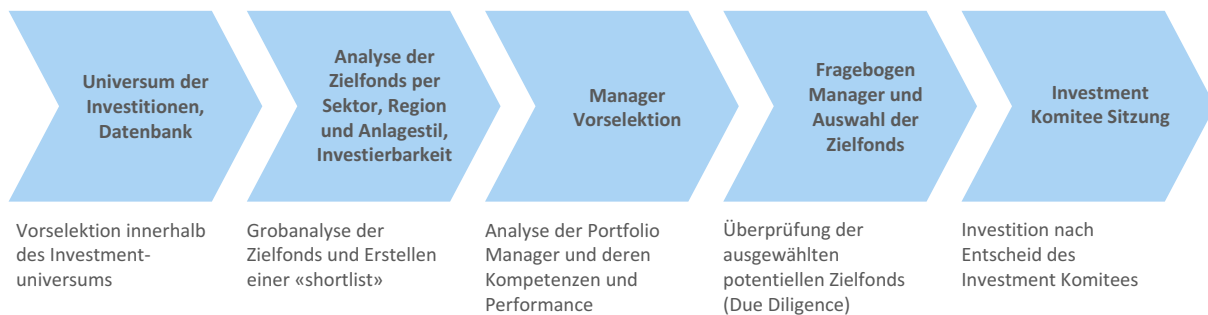 Universum der
Investitionen,
Datenbank
Analyse der
Zielfonds per
Sektor, Region
und Anlagestil,
Investierbarkeit
Manager
Vorselektion
Fragebogen
Manager und
Auswahl der
Zielfonds
Investment
Komitee Sitzung
Vorselektion innerhalb
des Investment-
universums
Grobanalyse der
Zielfonds und Erstellen
einer «shortlist»
Analyse der Portfolio
Manager und deren
Kompetenzen und
Performance
Überprüfung der
ausgewählten
potentiellen Zielfonds
(Due Diligence)
Investition nach
Entscheid des
Investment Komitees